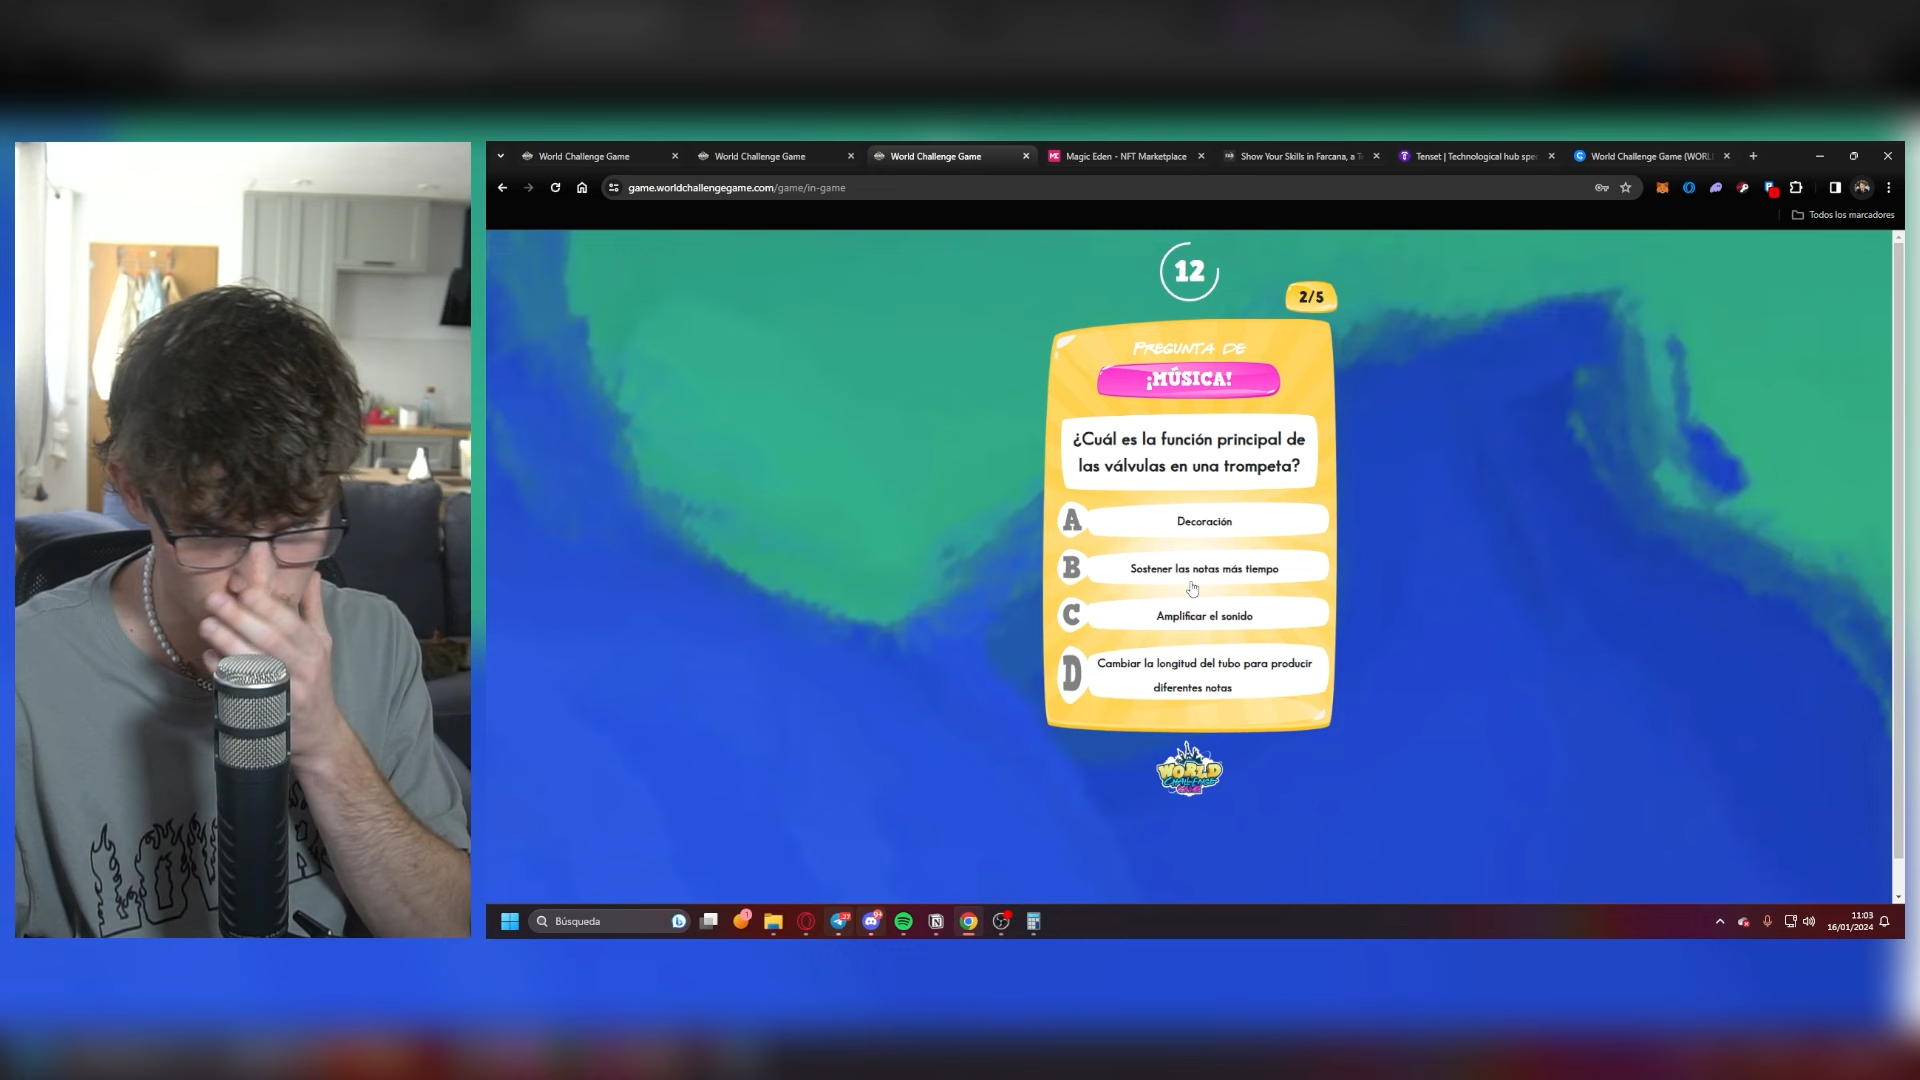 World Challenge Game
World Challenge Game
World Challenge Game
Magic Eden - NFT Marketplace
Show Your Skills in Farcana, a T
Tenset | Technological hub spe
World Challenge Game (WORL
game.worldchallengegame.com/game/in-game
Todos los marcadores
12
2/5
PREGUNTA DE
¡MÚSICA!
¿Cuál es la función principal de
las válvulas en una trompeta?
A
Decoración
B
Sostener las notas más tiempo
C
Amplificar el sonido
D
Cambiar la longitud del tubo para producir
diferentes notas
WORLD
CHALLENGE
GAME
Búsqueda
11:03
16/01/2024